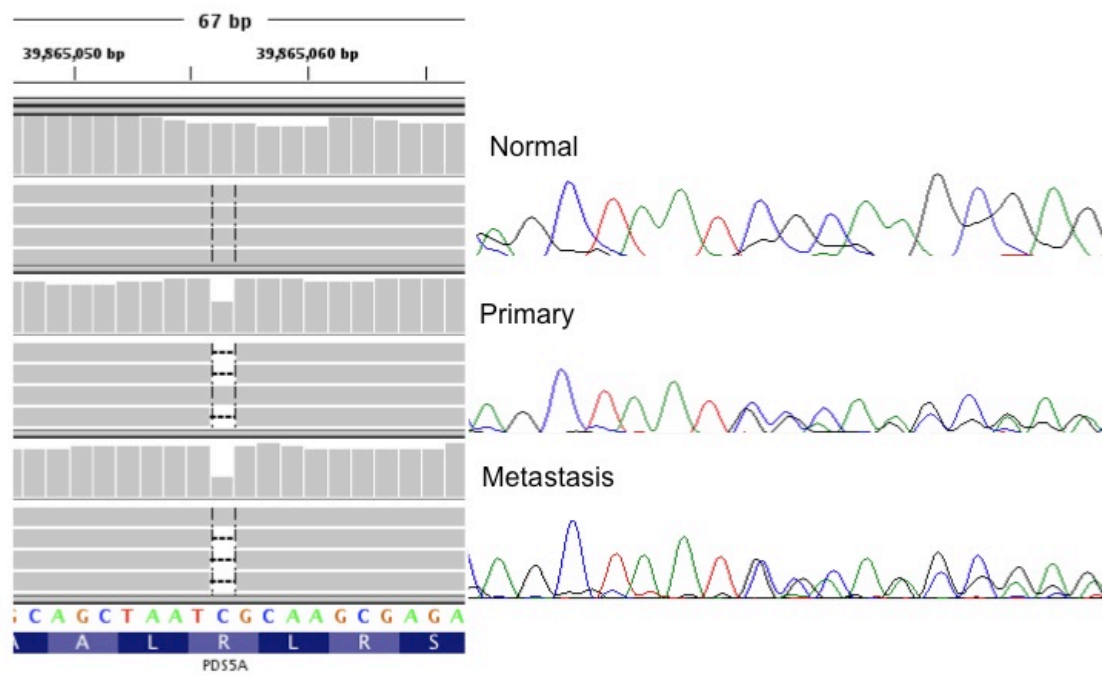 67 bp
39,865,050 bp 39,865,060 bp
Normal
Primary
Metastasis
G C A G C T A A T C G C A A G C G A G A
A L R L R S
PDS5A